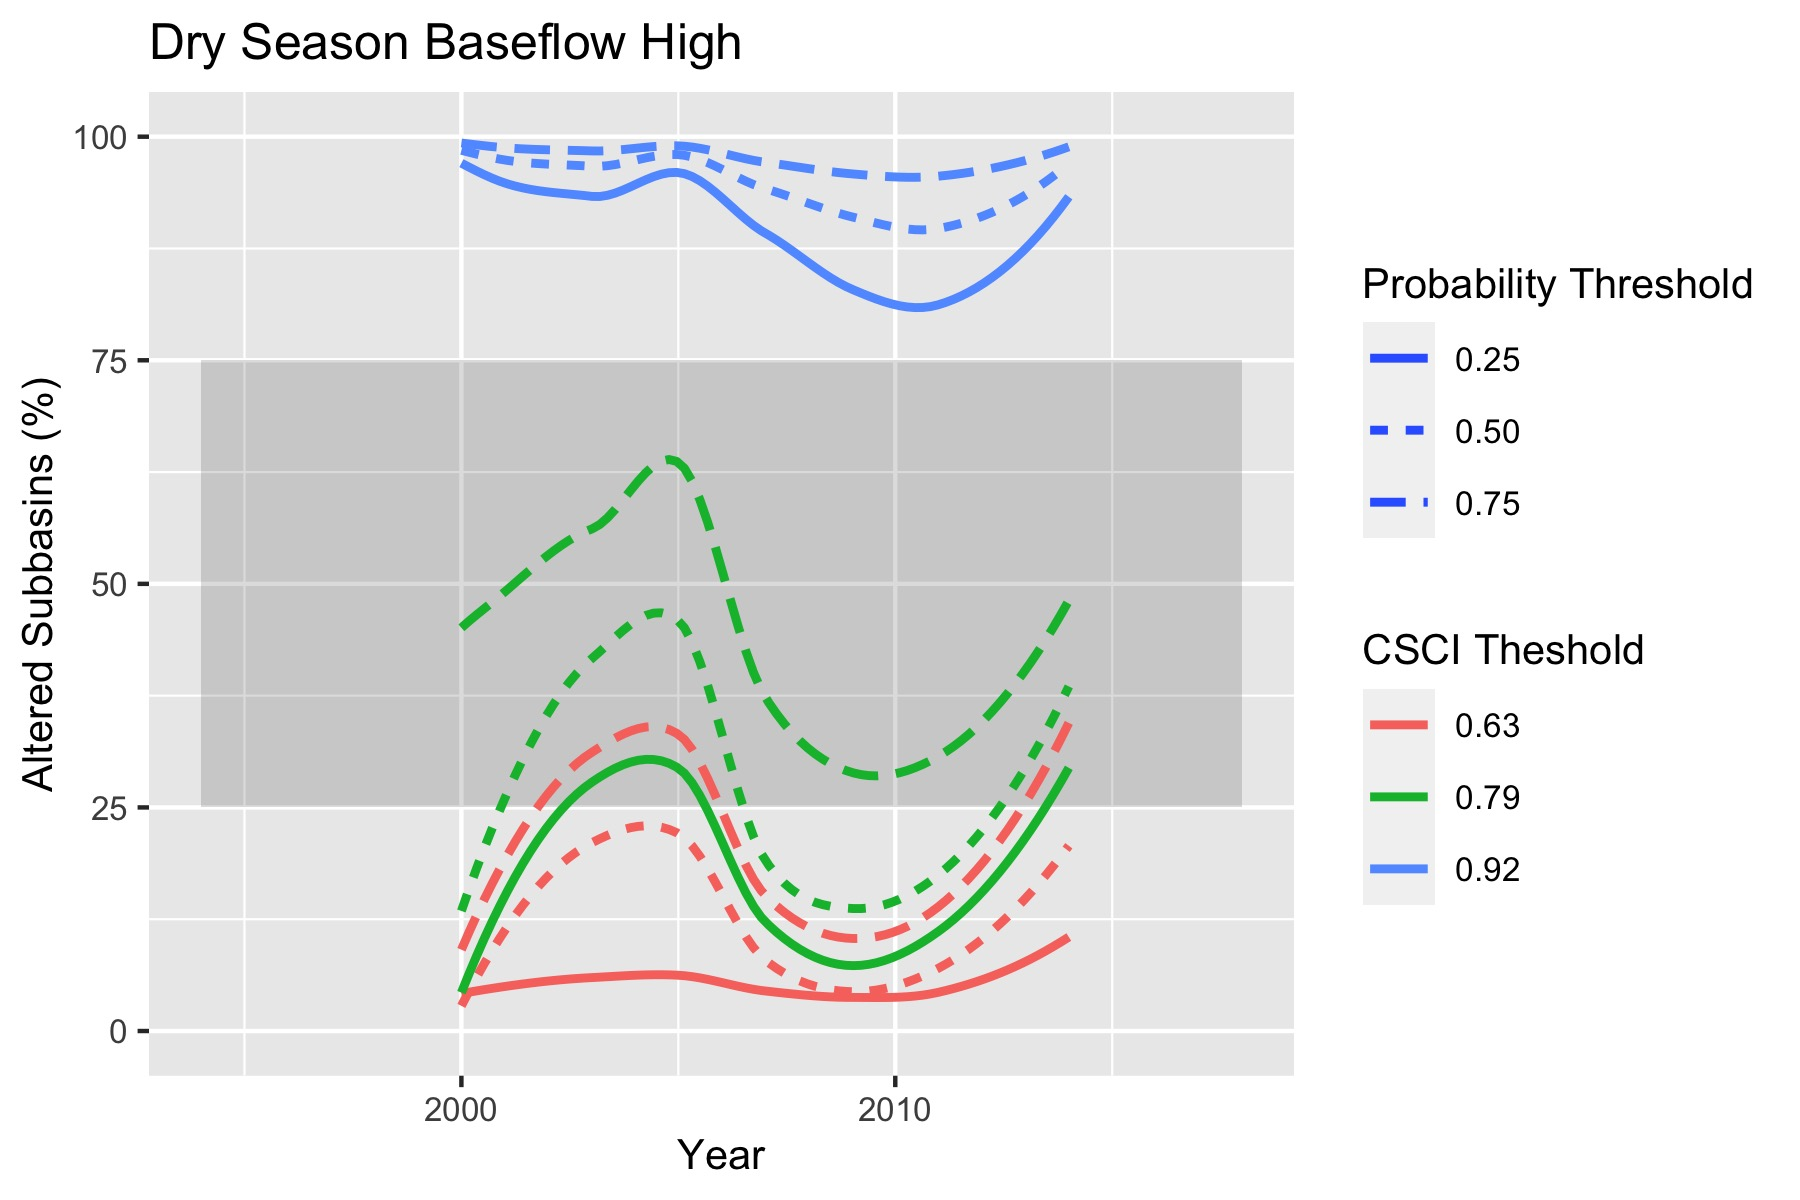 Dry Season Baseflow High
100
75
50
25
0
Altered Subbasins (%)
2000
2010
Year
Probability Threshold
0.25
0.50
0.75
CSCI Theshold
0.63
0.79
0.92